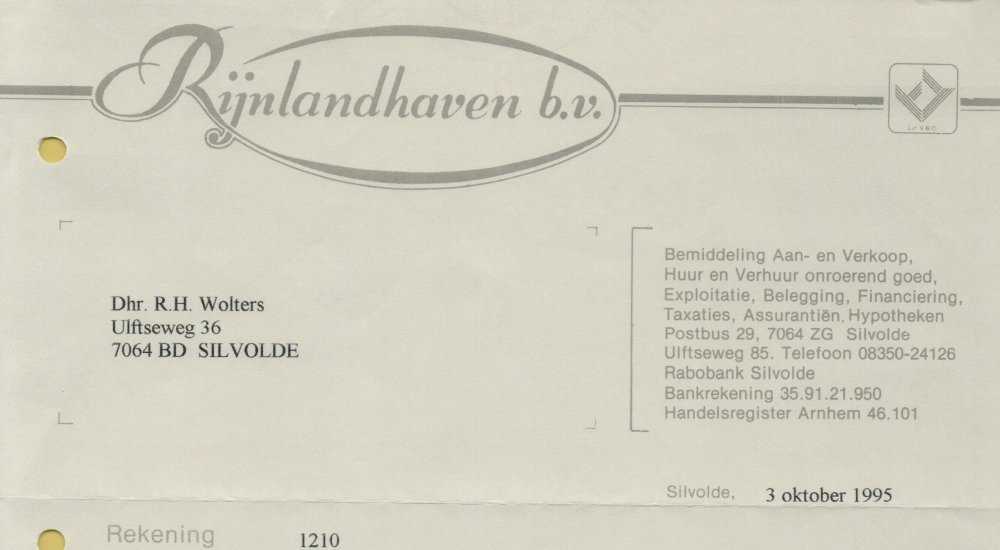 Rijnlandhaven b.v.
Lid V.B.O.
Dhr. R.H. Wolters
Ulftseweg 36
7064 BD SILVOLDE
Bemiddeling Aan- en Verkoop,
Huur en Verhuur onroerend goed,
Exploitatie, Belegging, Financiering,
Taxaties, Assurantiën, Hypotheken
Postbus 29, 7064 ZG Silvolde
Ulftseweg 85. Telefoon 08350-24126
Rabobank Silvolde
Bankrekening 35.91.21.950
Handelsregister Arnhem 46.101
Silvolde, 3 oktober 1995
Rekening 1210